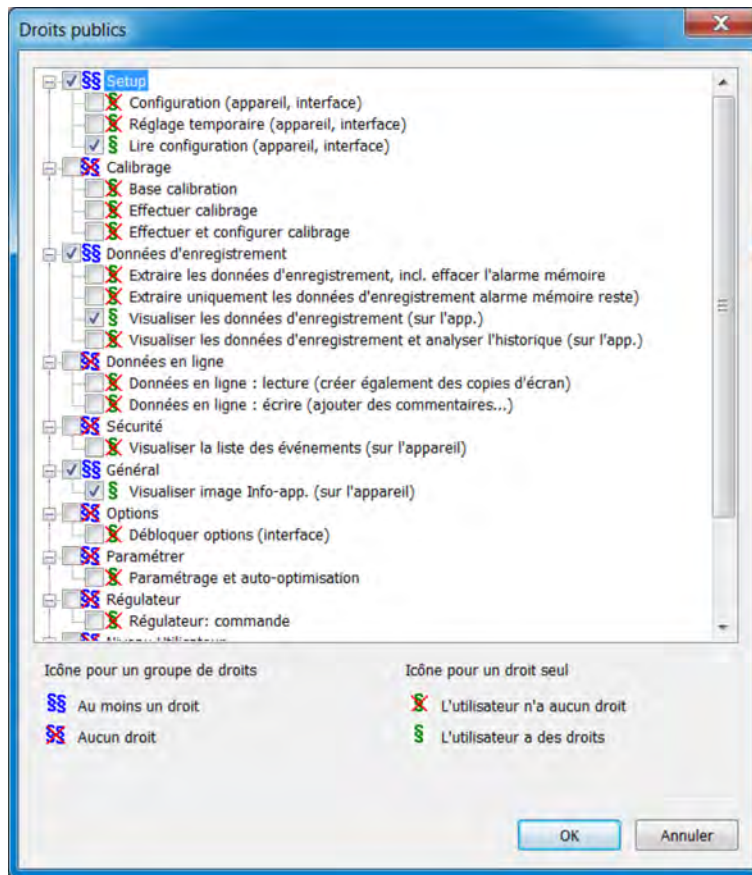 Droits publics
§§ Setup
§ Configuration (appareil, interface)
§ Réglage temporaire (appareil, interface)
§ Lire configuration (appareil, interface)
§§ Calibrage
§ Base calibration
§ Effectuer calibrage
§ Effectuer et configurer calibrage
§§ Données d'enregistrement
§ Extraire les données d'enregistrement, incl. effacer l'alarme mémoire
§ Extraire uniquement les données d'enregistrement alarme mémoire reste)
§ Visualiser les données d'enregistrement (sur l'app.)
§ Visualiser les données d'enregistrement et analyser l'historique (sur l'app.)
§§ Données en ligne
§ Données en ligne : lecture (créer également des copies d'écran)
§ Données en ligne : écrire (ajouter des commentaires...)
§§ Sécurité
§ Visualiser la liste des événements (sur l'appareil)
§§ Général
§ Visualiser image Info-app. (sur l'appareil)
§§ Options
§ Débloquer options (interface)
§§ Paramétrer
§ Paramétrage et auto-optimisation
§§ Régulateur
§ Régulateur: commande
Icône pour un groupe de droits
§§ Au moins un droit
§§ Aucun droit
Icône pour un droit seul
§ L'utilisateur n'a aucun droit
§ L'utilisateur a des droits
OK
Annuler